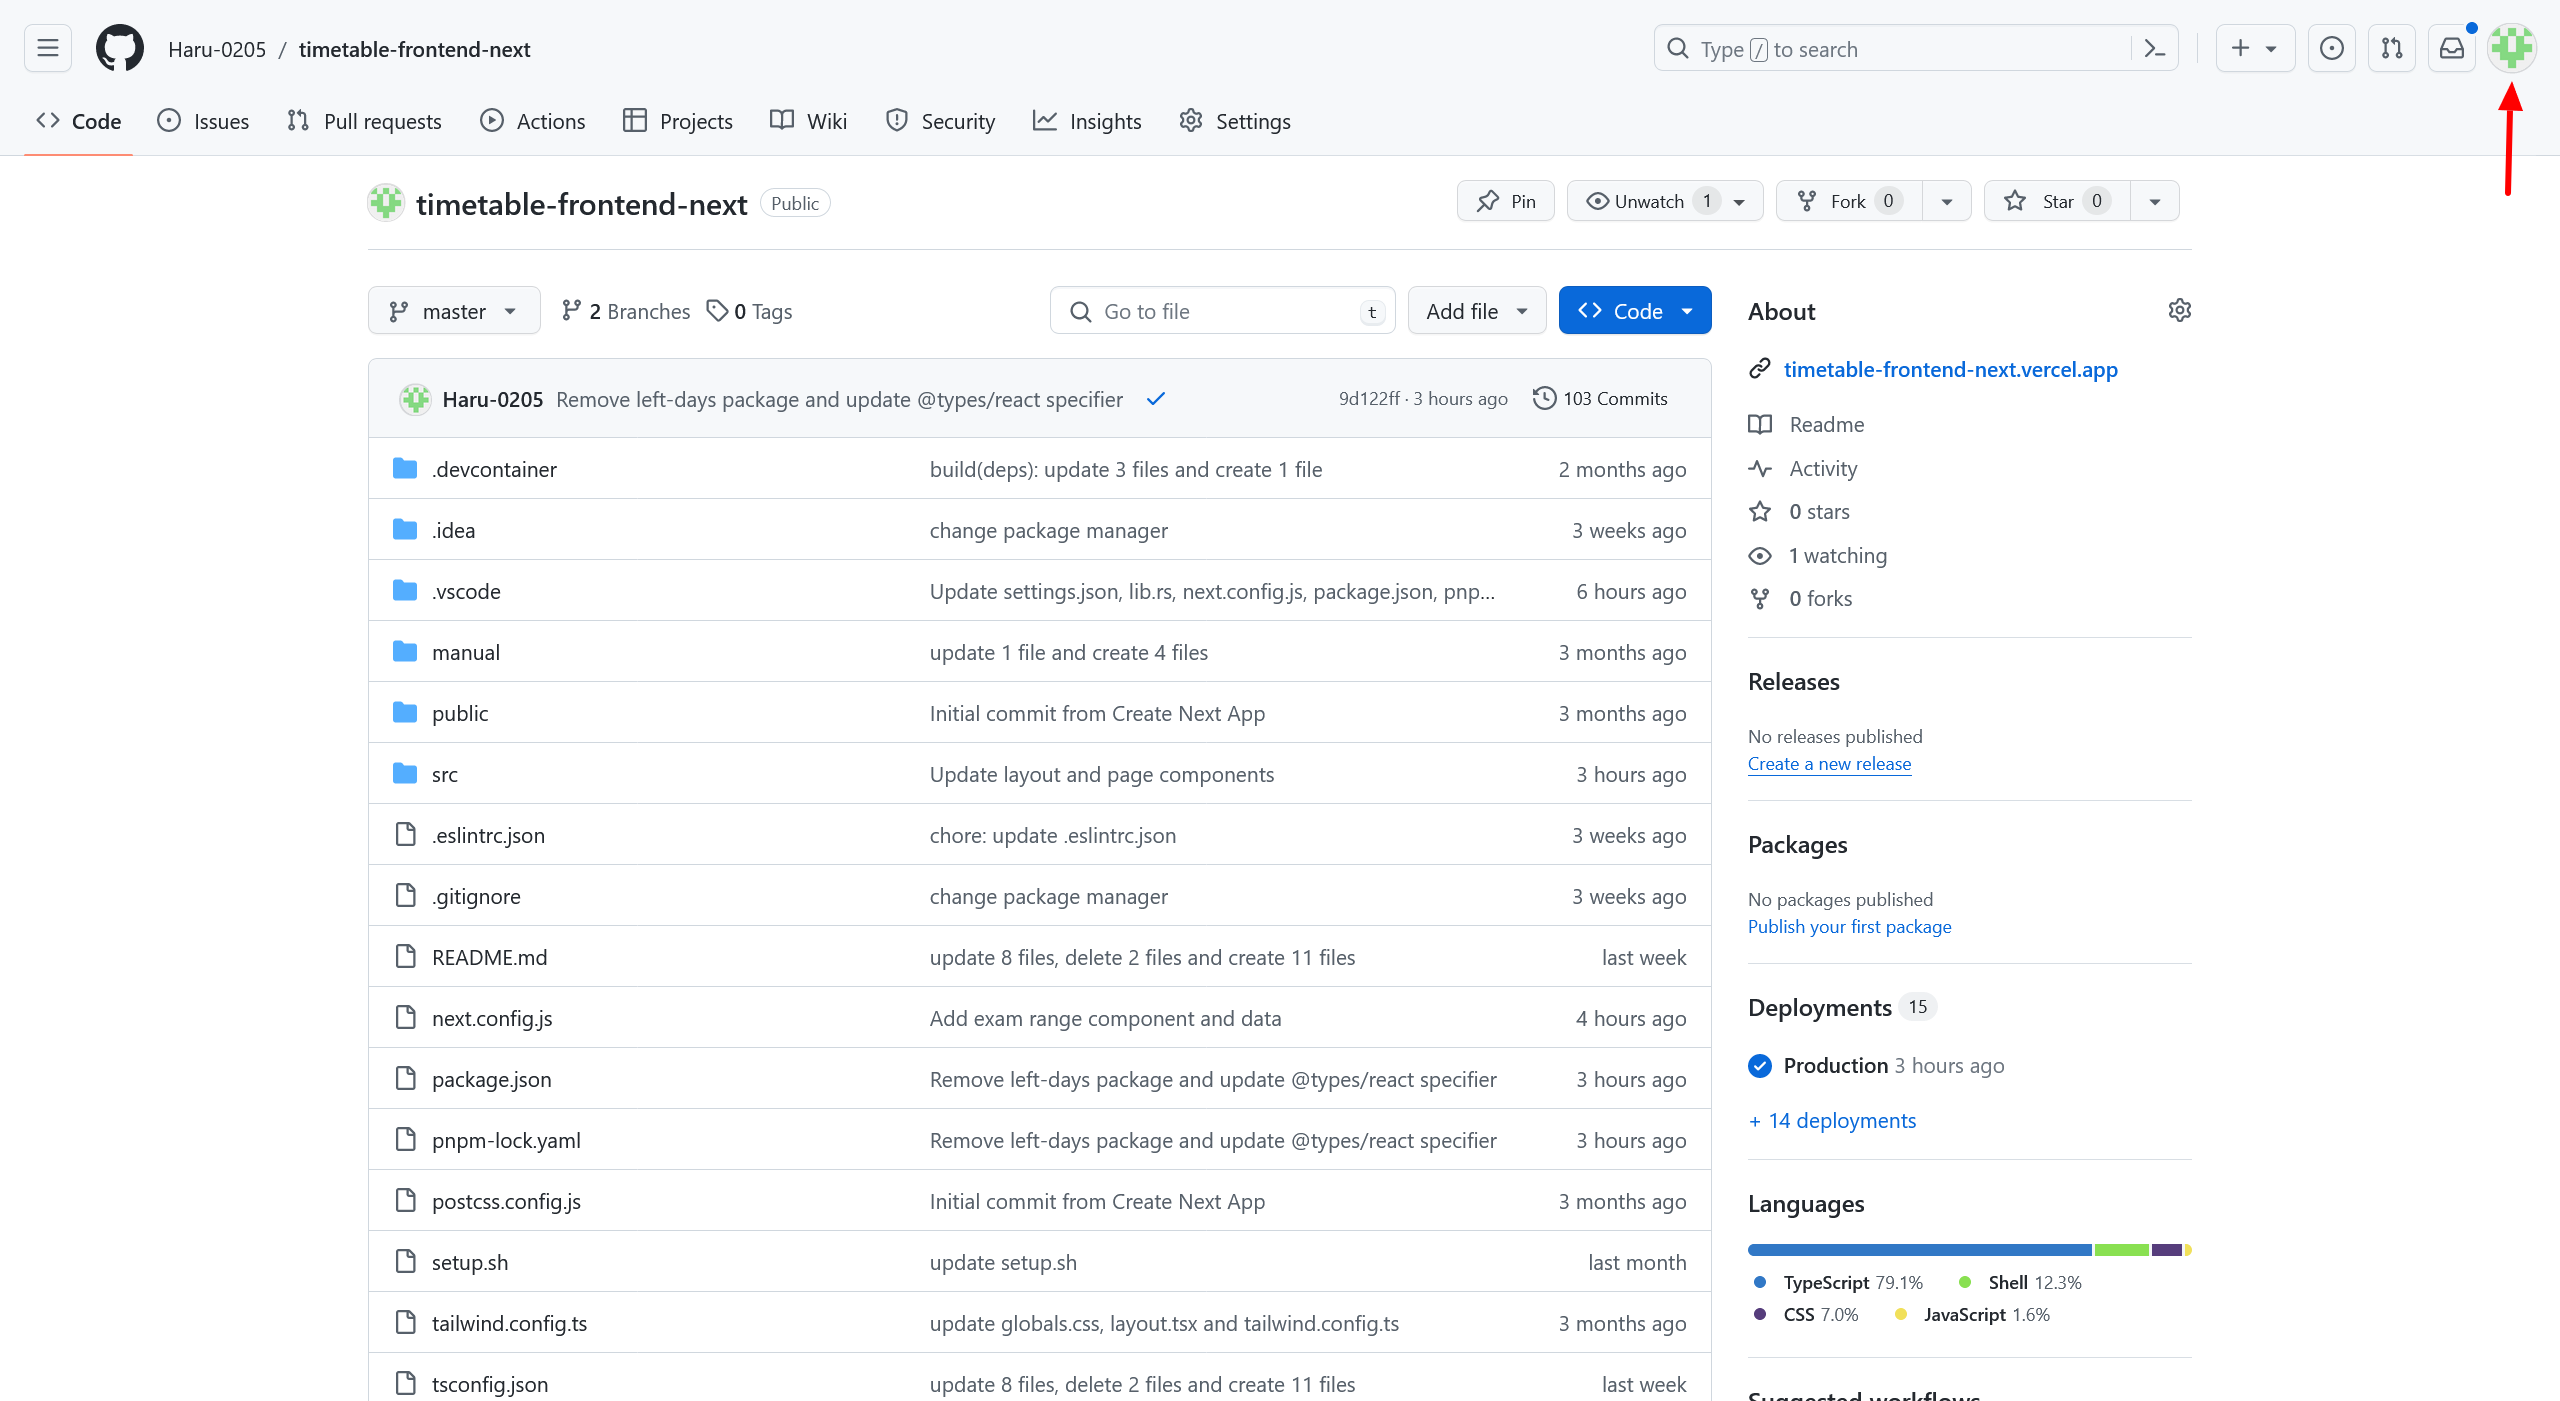 Haru-0205 / timetable-frontend-next
Type / to search
Code Issues Pull requests Actions Projects Wiki Security Insights Settings
timetable-frontend-next Public
Pin Unwatch 1 Fork 0 Star 0
master 2 Branches 0 Tags Go to file t Add file Code
Haru-0205 Remove left-days package and update @types/react specifier 9d122ff · 3 hours ago 103 Commits
.devcontainer build(deps): update 3 files and create 1 file 2 months ago
.idea change package manager 3 weeks ago
.vscode Update settings.json, lib.rs, next.config.js, package.json, pnp... 6 hours ago
manual update 1 file and create 4 files 3 months ago
public Initial commit from Create Next App 3 months ago
src Update layout and page components 3 hours ago
.eslintrc.json chore: update .eslintrc.json 3 weeks ago
.gitignore change package manager 3 weeks ago
README.md update 8 files, delete 2 files and create 11 files last week
next.config.js Add exam range component and data 4 hours ago
package.json Remove left-days package and update @types/react specifier 3 hours ago
pnpm-lock.yaml Remove left-days package and update @types/react specifier 3 hours ago
postcss.config.js Initial commit from Create Next App 3 months ago
setup.sh update setup.sh last month
tailwind.config.ts update globals.css, layout.tsx and tailwind.config.ts 3 months ago
tsconfig.json update 8 files, delete 2 files and create 11 files last week
About
timetable-frontend-next.vercel.app
Readme
Activity
0 stars
1 watching
0 forks
Releases
No releases published
Create a new release
Packages
No packages published
Publish your first package
Deployments 15
Production 3 hours ago
+ 14 deployments
Languages
TypeScript 79.1% Shell 12.3%
CSS 7.0% JavaScript 1.6%
Suggested workflows